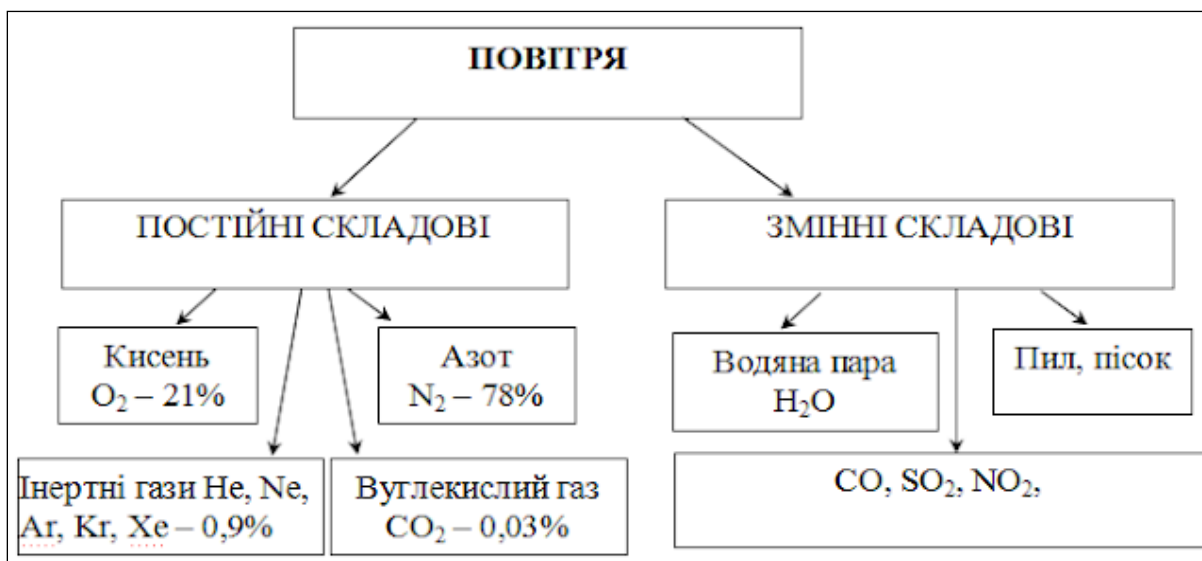 ПОВІТРЯ
ПОСТІЙНІ СКЛАДОВІ
ЗМІННІ СКЛАДОВІ
Кисень
O₂ – 21%
Азот
N₂ – 78%
Водяна пара
H₂O
Пил, пісок
Інертні гази He, Ne,
Ar, Kr, Xe – 0,9%
Вуглекислий газ
CO₂ – 0,03%
CO, SO₂, NO₂,